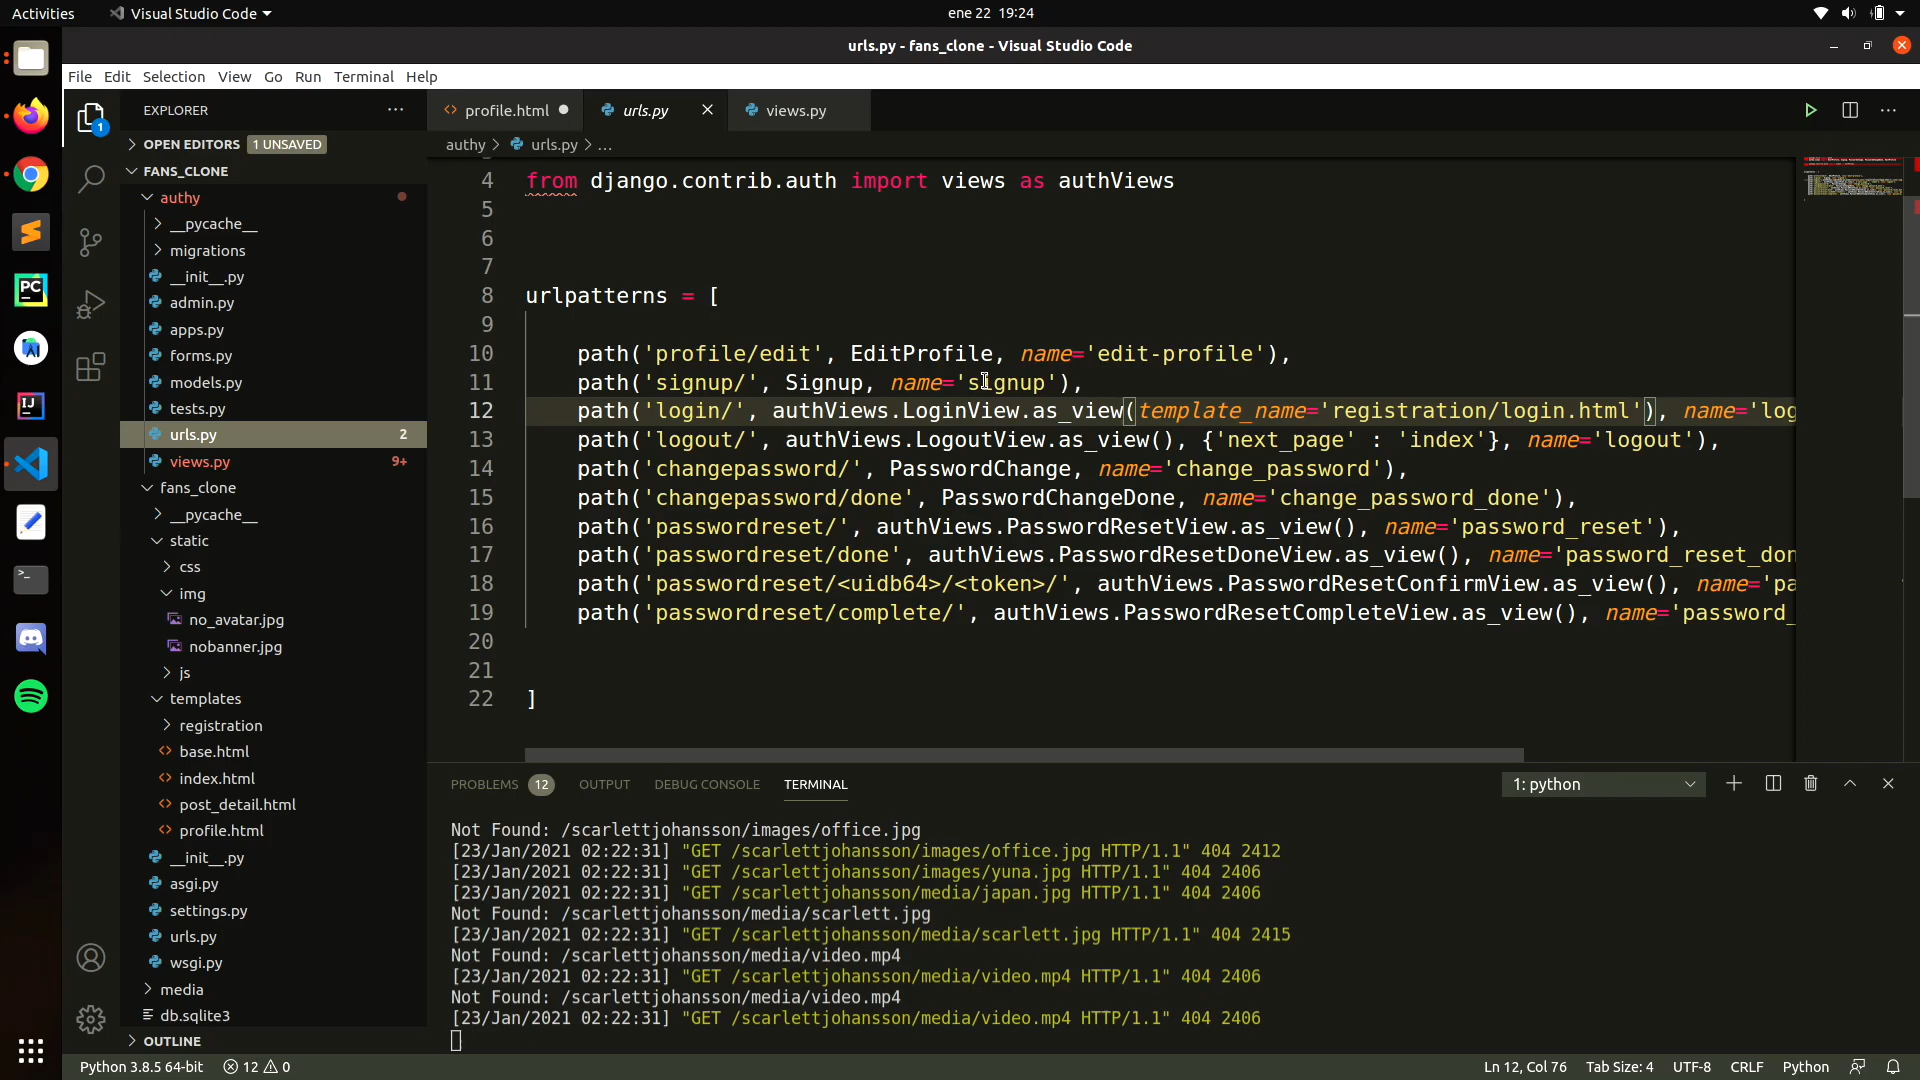 Activities
Visual Studio Code
ene 22 19:24
urls.py - fans_clone - Visual Studio Code
File Edit Selection View Go Run Terminal Help
EXPLORER
OPEN EDITORS 1 UNSAVED
FANS_CLONE
authy
__pycache__
migrations
__init__.py
admin.py
apps.py
forms.py
models.py
tests.py
urls.py 2
views.py 9+
fans_clone
__pycache__
static
css
img
no_avatar.jpg
nobanner.jpg
js
templates
registration
base.html
index.html
post_detail.html
profile.html
__init__.py
asgi.py
settings.py
urls.py
wsgi.py
media
db.sqlite3
OUTLINE
profile.html urls.py views.py
authy > urls.py > ...
4 from django.contrib.auth import views as authViews
5
6
7
8 urlpatterns = [
9
10 path('profile/edit', EditProfile, name='edit-profile'),
11 path('signup/', Signup, name='signup'),
12 path('login/', authViews.LoginView.as_view(template_name='registration/login.html'), name='log
13 path('logout/', authViews.LogoutView.as_view(), {'next_page' : 'index'}, name='logout'),
14 path('changepassword/', PasswordChange, name='change_password'),
15 path('changepassword/done', PasswordChangeDone, name='change_password_done'),
16 path('passwordreset/', authViews.PasswordResetView.as_view(), name='password_reset'),
17 path('passwordreset/done', authViews.PasswordResetDoneView.as_view(), name='password_reset_don
18 path('passwordreset/<uidb64>/<token>/', authViews.PasswordResetConfirmView.as_view(), name='pa
19 path('passwordreset/complete/', authViews.PasswordResetCompleteView.as_view(), name='password_
20
21
22 ]
PROBLEMS 12 OUTPUT DEBUG CONSOLE TERMINAL
1: python
Not Found: /scarlettjohansson/images/office.jpg
[23/Jan/2021 02:22:31] "GET /scarlettjohansson/images/office.jpg HTTP/1.1" 404 2412
[23/Jan/2021 02:22:31] "GET /scarlettjohansson/images/yuna.jpg HTTP/1.1" 404 2406
[23/Jan/2021 02:22:31] "GET /scarlettjohansson/media/japan.jpg HTTP/1.1" 404 2406
Not Found: /scarlettjohansson/media/scarlett.jpg
[23/Jan/2021 02:22:31] "GET /scarlettjohansson/media/scarlett.jpg HTTP/1.1" 404 2415
Not Found: /scarlettjohansson/media/video.mp4
[23/Jan/2021 02:22:31] "GET /scarlettjohansson/media/video.mp4 HTTP/1.1" 404 2406
Not Found: /scarlettjohansson/media/video.mp4
[23/Jan/2021 02:22:31] "GET /scarlettjohansson/media/video.mp4 HTTP/1.1" 404 2406
Python 3.8.5 64-bit 12 0
Ln 12, Col 76 Tab Size: 4 UTF-8 CRLF Python